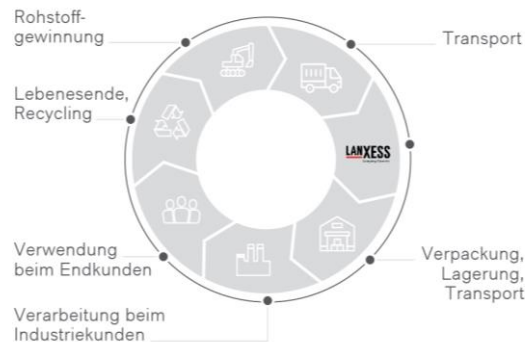 Rohstoff-
gewinnung
Transport
Lebenesende,
Recycling
LANXESS
Verwendung
beim Endkunden
Verpackung,
Lagerung,
Transport
Verarbeitung beim
Industriekunden